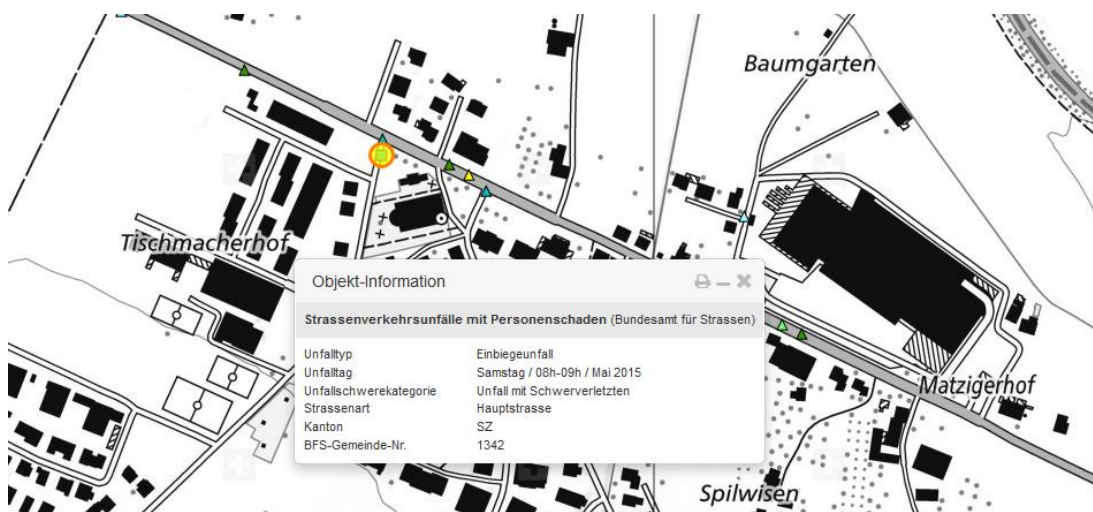 Baumgarten
Tischmacherhof
Objekt-Information
Strassenverkehrsunfälle mit Personenschaden (Bundesamt für Strassen)
Unfalltyp Einbiegeunfall
Unfalltag Samstag / 08h-09h / Mai 2015
Unfallschwerekategorie Unfall mit Schwerverletzten
Strassenart Hauptstrasse
Kanton SZ
BFS-Gemeinde-Nr. 1342
Matzigerhof
Spilwisen